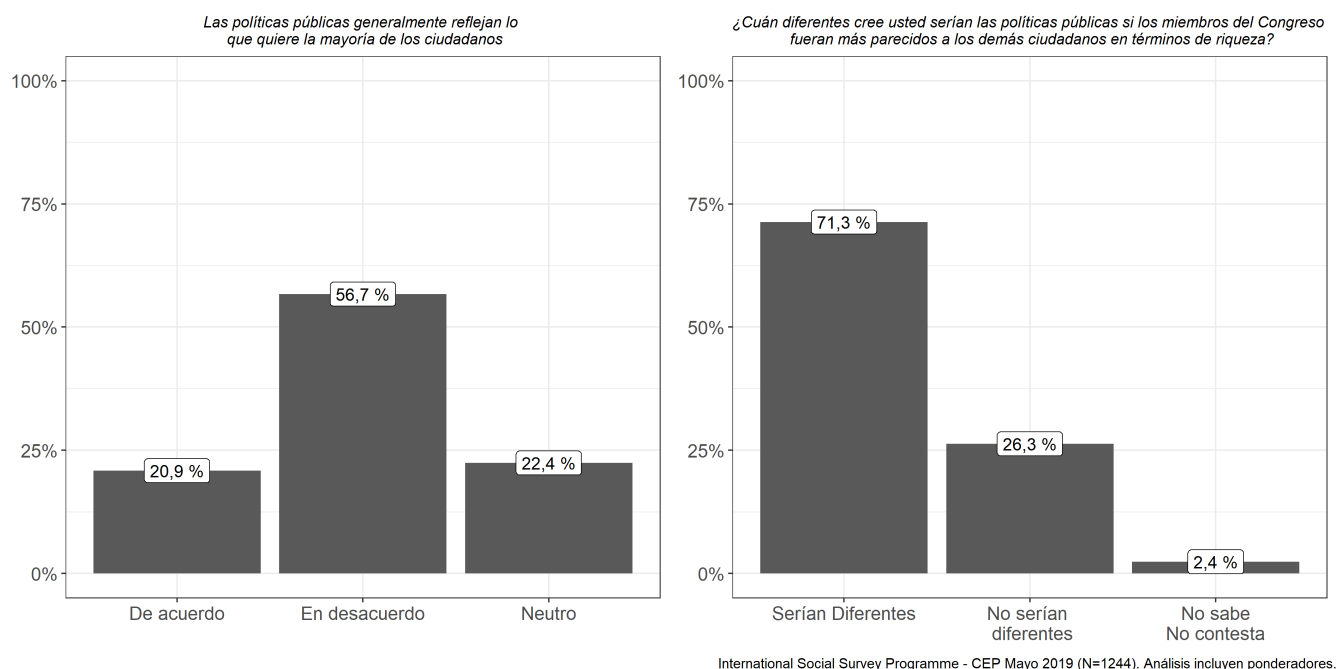 Las políticas públicas generalmente reflejan lo
que quiere la mayoría de los ciudadanos
100%
75%
50%
25%
0%
20,9 %
56,7 %
22,4 %
De acuerdo
En desacuerdo
Neutro
¿Cuán diferentes cree usted serían las políticas públicas si los miembros del Congreso
fueran más parecidos a los demás ciudadanos en términos de riqueza?
100%
75%
50%
25%
0%
71,3 %
26,3 %
2,4 %
Serían Diferentes
No serían
diferentes
No sabe
No contesta
International Social Survey Programme - CEP Mayo 2019 (N=1244). Análisis incluyen ponderadores.